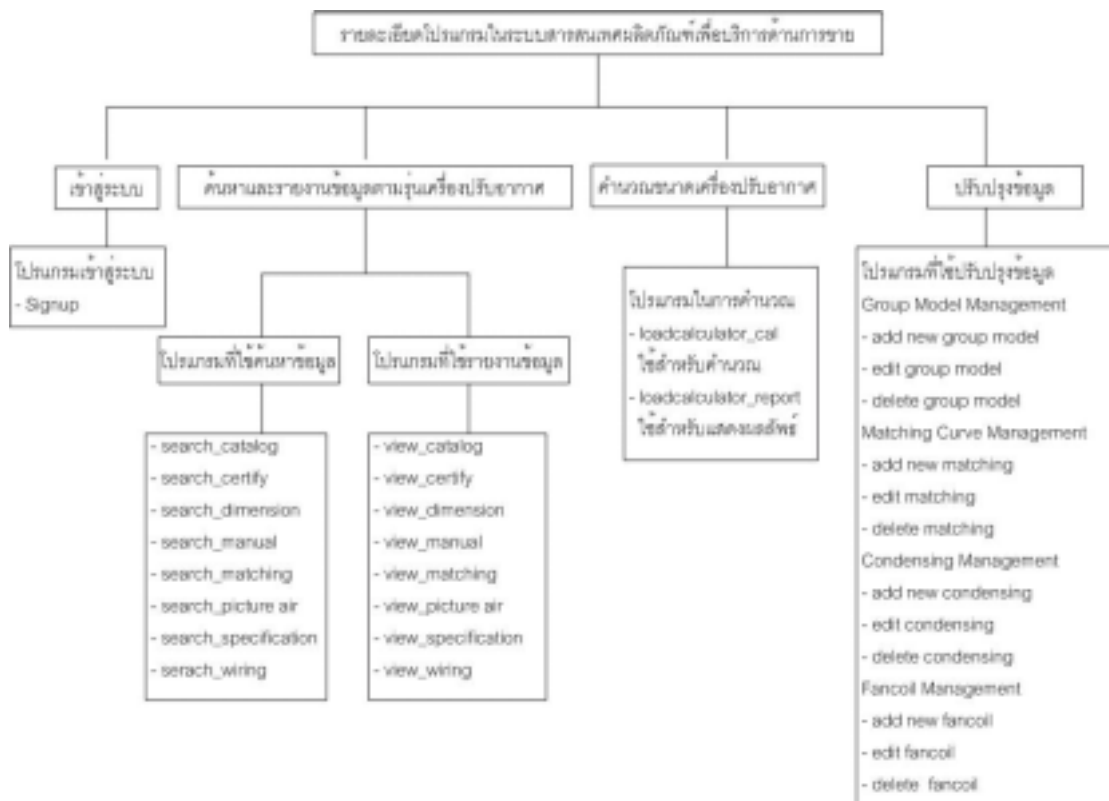 รายละเอียดโปรแกรมในระบบสารสนเทศผลิตภัณฑ์เพื่อบริการด้านการขาย
เข้าสู่ระบบ
โปรแกรมเข้าสู่ระบบ
- Signup
ค้นหาและรายงานข้อมูลตามรุ่นเครื่องปรับอากาศ
โปรแกรมที่ใช้ค้นหาข้อมูล
- search_catalog
- search_certify
- search_dimension
- search_manual
- search_matching
- search_picture air
- search_specification
- serach_wiring
โปรแกรมที่ใช้รายงานข้อมูล
- view_catalog
- view_certify
- view_dimension
- view_manual
- view_matching
- view_picture air
- view_specification
- view_wiring
คำนวณขนาดเครื่องปรับอากาศ
โปรแกรมในการคำนวณ
- loadcalculator_cal
ใช้สำหรับคำนวณ
- loadcalculator_report
ใช้สำหรับแสดงผลลัพธ์
ปรับปรุงข้อมูล
โปรแกรมที่ใช้ปรับปรุงข้อมูล
Group Model Management
- add new group model
- edit group model
- delete group model
Matching Curve Management
- add new matching
- edit matching
- delete matching
Condensing Management
- add new condensing
- edit condensing
- delete condensing
Fancoil Management
- add new fancoil
- edit fancoil
- delete fancoil